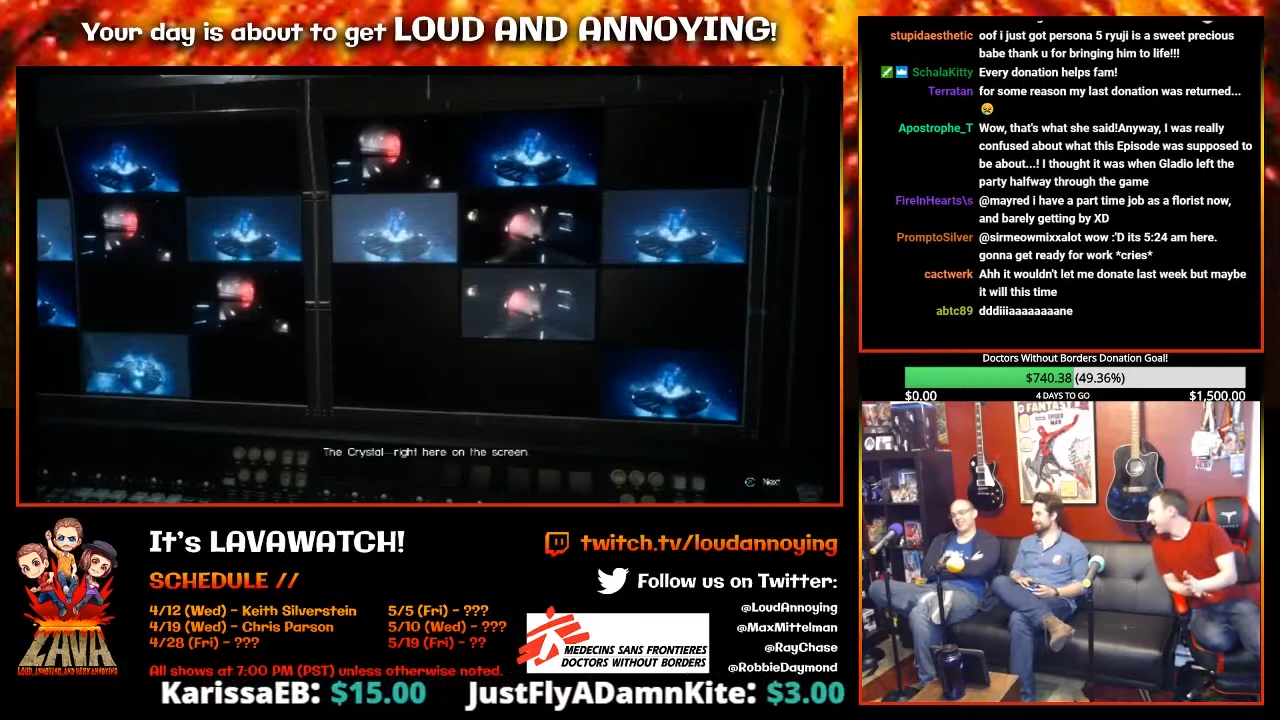 Your day is about to get LOUD AND ANNOYING!
The Crystal—right here on the screen.
Next
stupidaesthetic oof i just got persona 5 ryuji is a sweet precious
babe thank u for bringing him to life!!!
SchalaKitty Every donation helps fam!
Terratan for some reason my last donation was returned...
Apostrophe_T Wow, that's what she said!Anyway, I was really
confused about what this Episode was supposed to
be about...! I thought it was when Gladio left the
party halfway through the game
FireInHearts\s @mayred i have a part time job as a florist now,
and barely getting by XD
PromptoSilver @sirmeowmixxalot wow :'D its 5:24 am here.
gonna get ready for work *cries*
cactwerk Ahh it wouldn't let me donate last week but maybe
it will this time
abtc89 dddiiiaaaaaaaane
Doctors Without Borders Donation Goal!
$740.38 (49.36%)
$0.00 4 DAYS TO GO $1,500.00
FANTASY
SPIDER
MAN
It's LAVAWATCH!
SCHEDULE //
4/12 (Wed) - Keith Silverstein 5/5 (Fri) - ???
4/19 (Wed) - Chris Parson 5/10 (Wed) - ???
4/28 (Fri) - ??? 5/19 (Fri) - ??
All shows at 7:00 PM (PST) unless otherwise noted.
twitch.tv/loudannoying
Follow us on Twitter:
@LoudAnnoying
@MaxMittelman
@RayChase
@RobbieDaymond
MEDECINS SANS FRONTIERES
DOCTORS WITHOUT BORDERS
LAVA
LOUD, ANNOYING, AND VERY ANNOYING
KarissaEB: $15.00 JustFlyADamnKite: $3.00